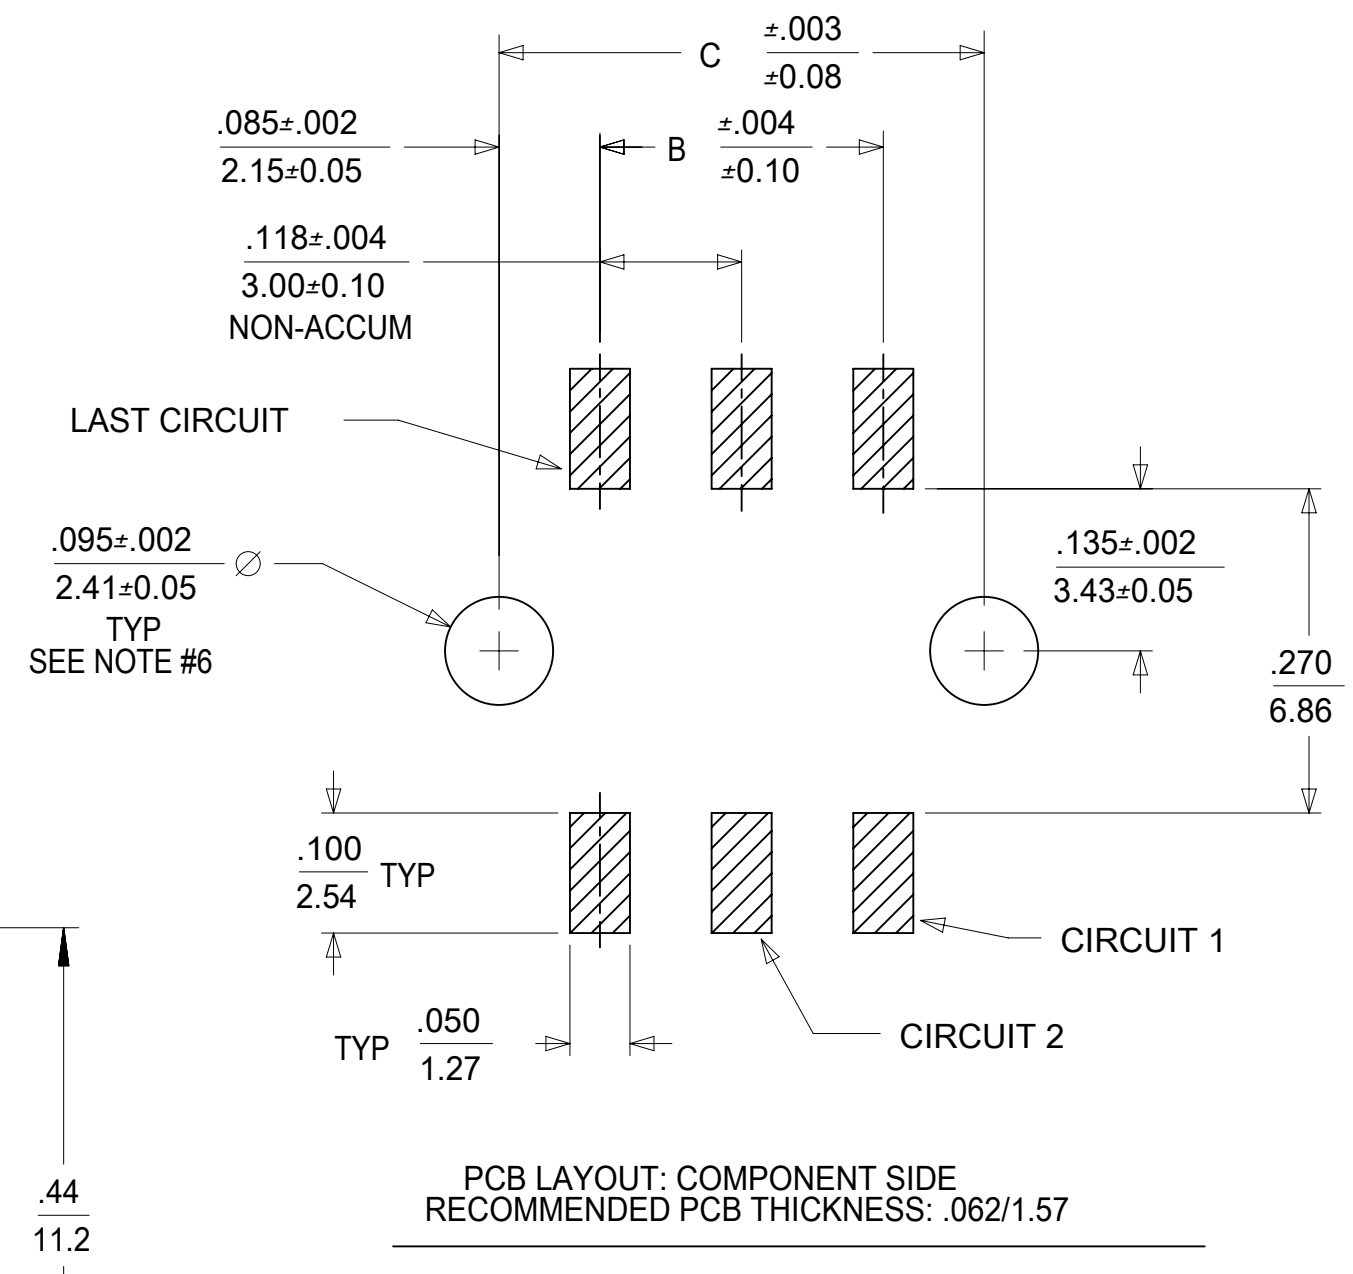 C ±.003
±0.08
.085±.002
2.15±0.05
B ±.004
±0.10
.118±.004
3.00±0.10
NON-ACCUM
LAST CIRCUIT
.095±.002
2.41±0.05
∅
TYP
SEE NOTE #6
.135±.002
3.43±0.05
.270
6.86
.100
2.54
TYP
CIRCUIT 1
TYP
.050
1.27
CIRCUIT 2
.44
11.2
PCB LAYOUT: COMPONENT SIDE
RECOMMENDED PCB THICKNESS: .062/1.57